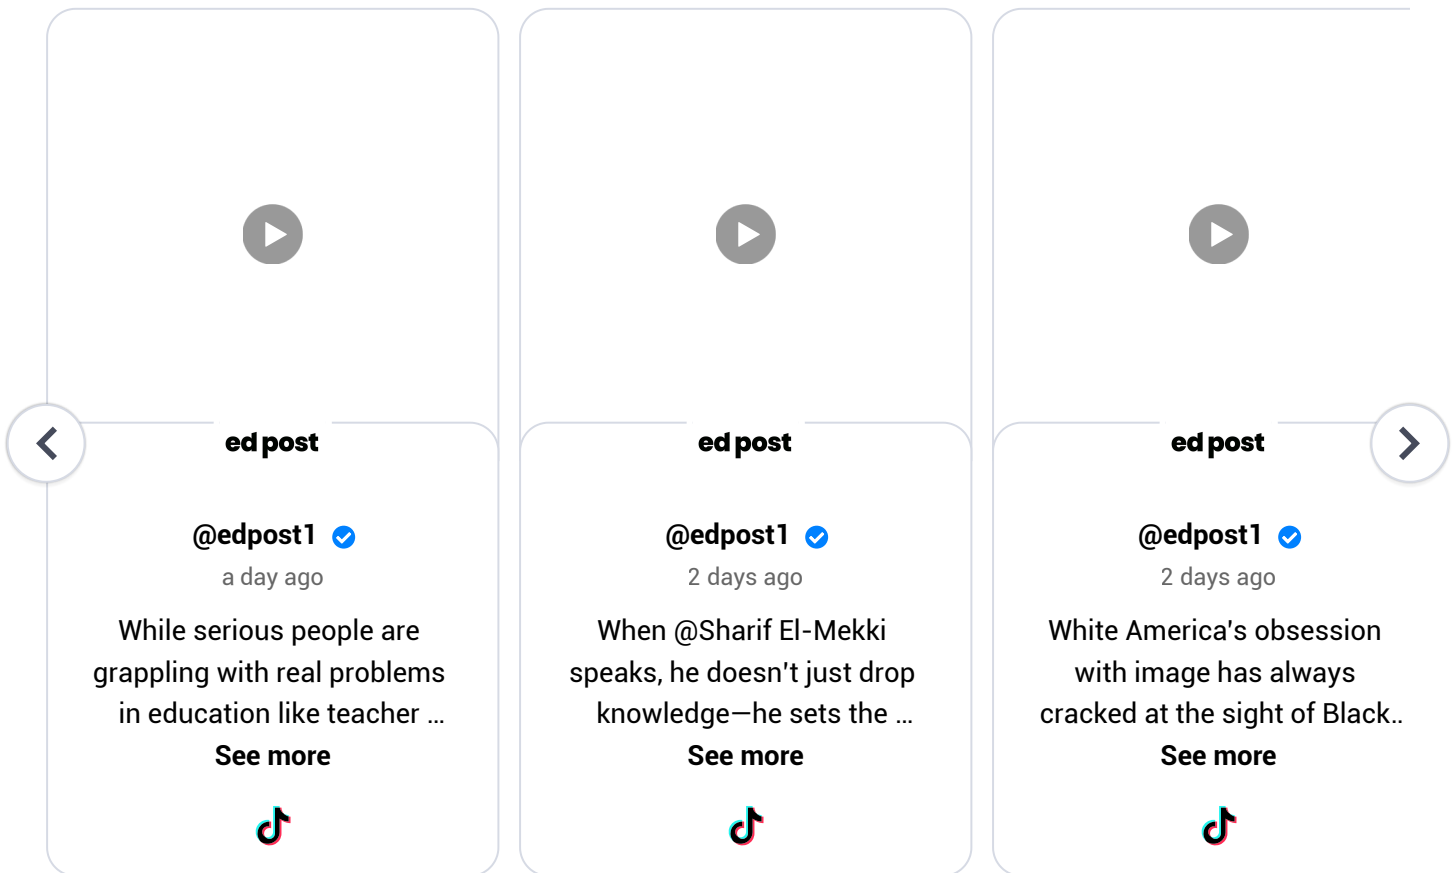 ed post
@edpost1
a day ago
While serious people are
grappling with real problems
in education like teacher ...
See more
ed post
@edpost1
2 days ago
When @Sharif El-Mekki
speaks, he doesn't just drop
knowledge—he sets the ...
See more
ed post
@edpost1
2 days ago
White America's obsession
with image has always
cracked at the sight of Black..
See more